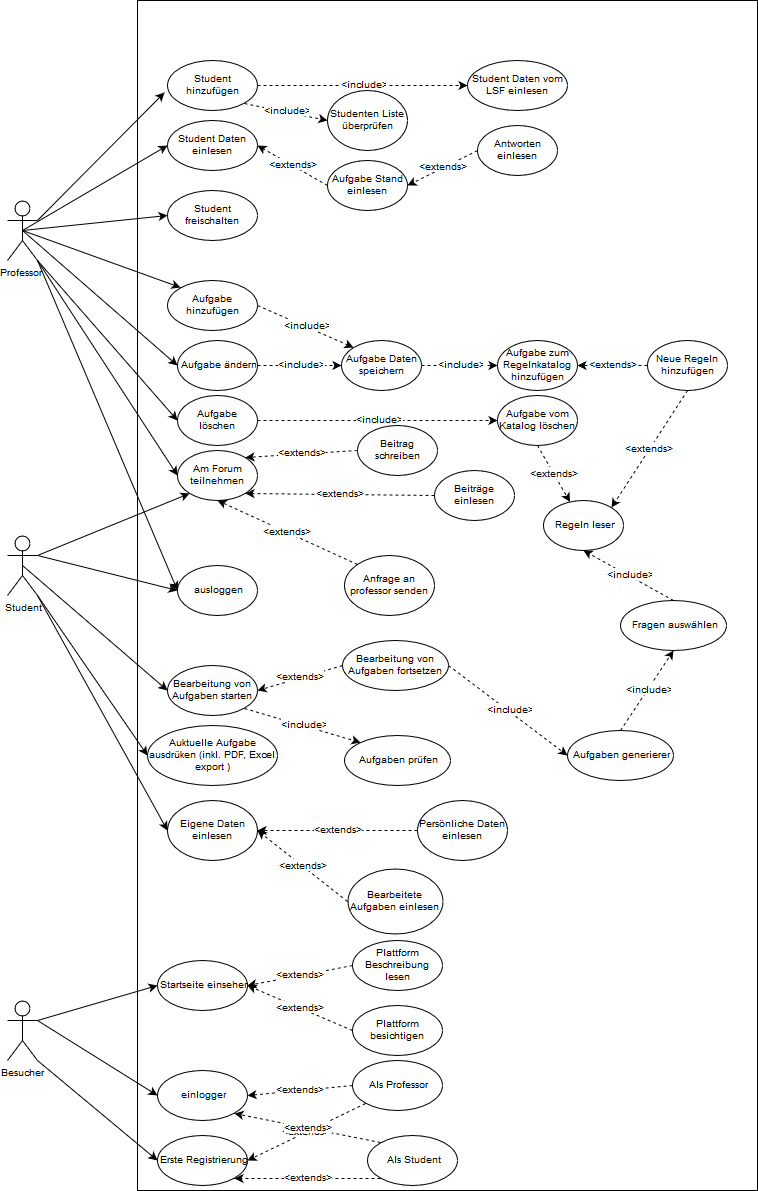 Student
hinzufügen
<include>
Student Daten vom
LSF einlesen
<include>
Studenten Liste
überprüfen
Student Daten
einlesen
<extends>
Aufgabe Stand
einlesen
<extends>
Antworten
einlesen
Student
freischalten
Professor
Aufgabe
hinzufügen
<include>
Aufgabe ändern
<include>
Aufgabe Daten
speichern
<include>
Aufgabe zum
Regelnkatalog
hinzufügen
<extends>
Neue Regeln
hinzufügen
Aufgabe
löschen
<include>
Aufgabe vom
Katalog löschen
<extends>
Beitrag
schreiben
<extends>
<extends>
Am Forum
teilnehmen
<extends>
Beiträge
einlesen
Regeln leser
<extends>
Anfrage an
professor senden
<include>
ausloggen
Student
Fragen auswählen
Bearbeitung von
Aufgaben starten
<extends>
Bearbeitung von
Aufgaben fortsetzen
<include>
<include>
<include>
Aufgaben prüfen
Aufgaben generierer
Auktuelle Aufgabe
ausdrüken (inkl. PDF, Excel
export )
Eigene Daten
einlesen
<extends>
Persönliche Daten
einlesen
<extends>
Bearbeitete
Aufgaben einlesen
Startseite einseher
<extends>
Plattform
Beschreibung
lesen
<extends>
Plattform
besichtigen
Besucher
einlogger
<extends>
Als Professor
<extends>
<extends>
Erste Registrierung
<extends>
Als Student